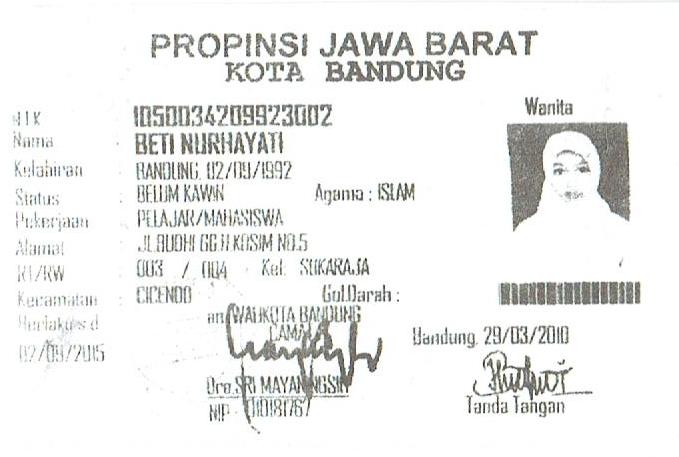 PROPINSI JAWA BARAT
KOTA BANDUNG
NIK 1050034209923002
Wanita
Nama : BETI NURHAYATI
Kelahiran : BANDUNG, 02/09/1992
Status : BELUM KAWIN Agama : ISLAM
Pekerjaan : PELAJAR/MAHASISWA
Alamat : JL.BUDHI GG.H KOSIM NO.5
RT/RW : 003 / 004 Kel: SUKARAJA
Kecamatan : CICENDO Gol.Darah :
Berlaku s.d
02/09/2015
an. WALIKOTA BANDUNG
CAMAT
Bandung, 29/03/2010
Dra.SRI MAYANINGSIH
NIP
Tanda Tangan